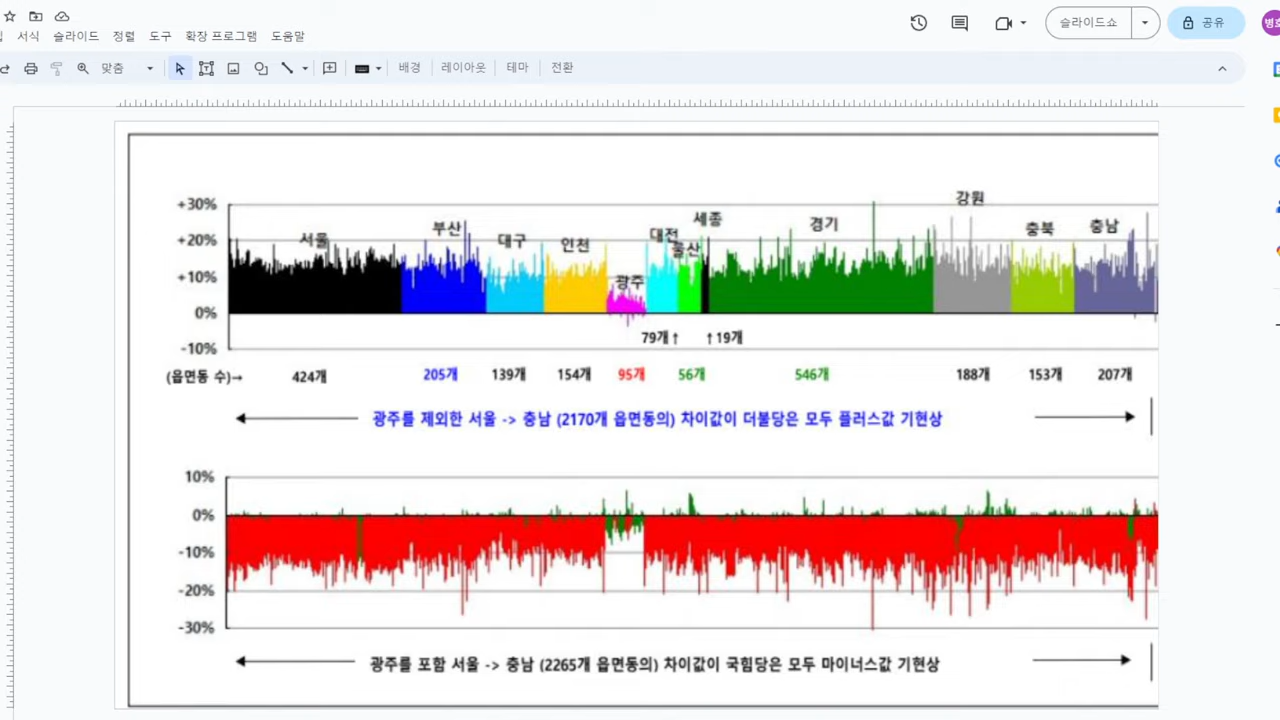 서식 슬라이드 정렬 도구 확장 프로그램 도움말
슬라이드쇼
공유
맞춤
배경 레이아웃 테마 전환
+30%
+20%
+10%
0%
-10%
서울
부산
대구
인천
광주
대전
울산
세종
경기
강원
충북
충남
79개↑ ↑19개
(읍면동 수)→ 424개 205개 139개 154개 95개 56개 546개 188개 153개 207개
광주를 제외한 서울 -> 충남 (2170개 읍면동의) 차이값이 더불당은 모두 플러스값 기현상
10%
0%
-10%
-20%
-30%
광주를 포함 서울 -> 충남 (2265개 읍면동의) 차이값이 국힘당은 모두 마이너스값 기현상